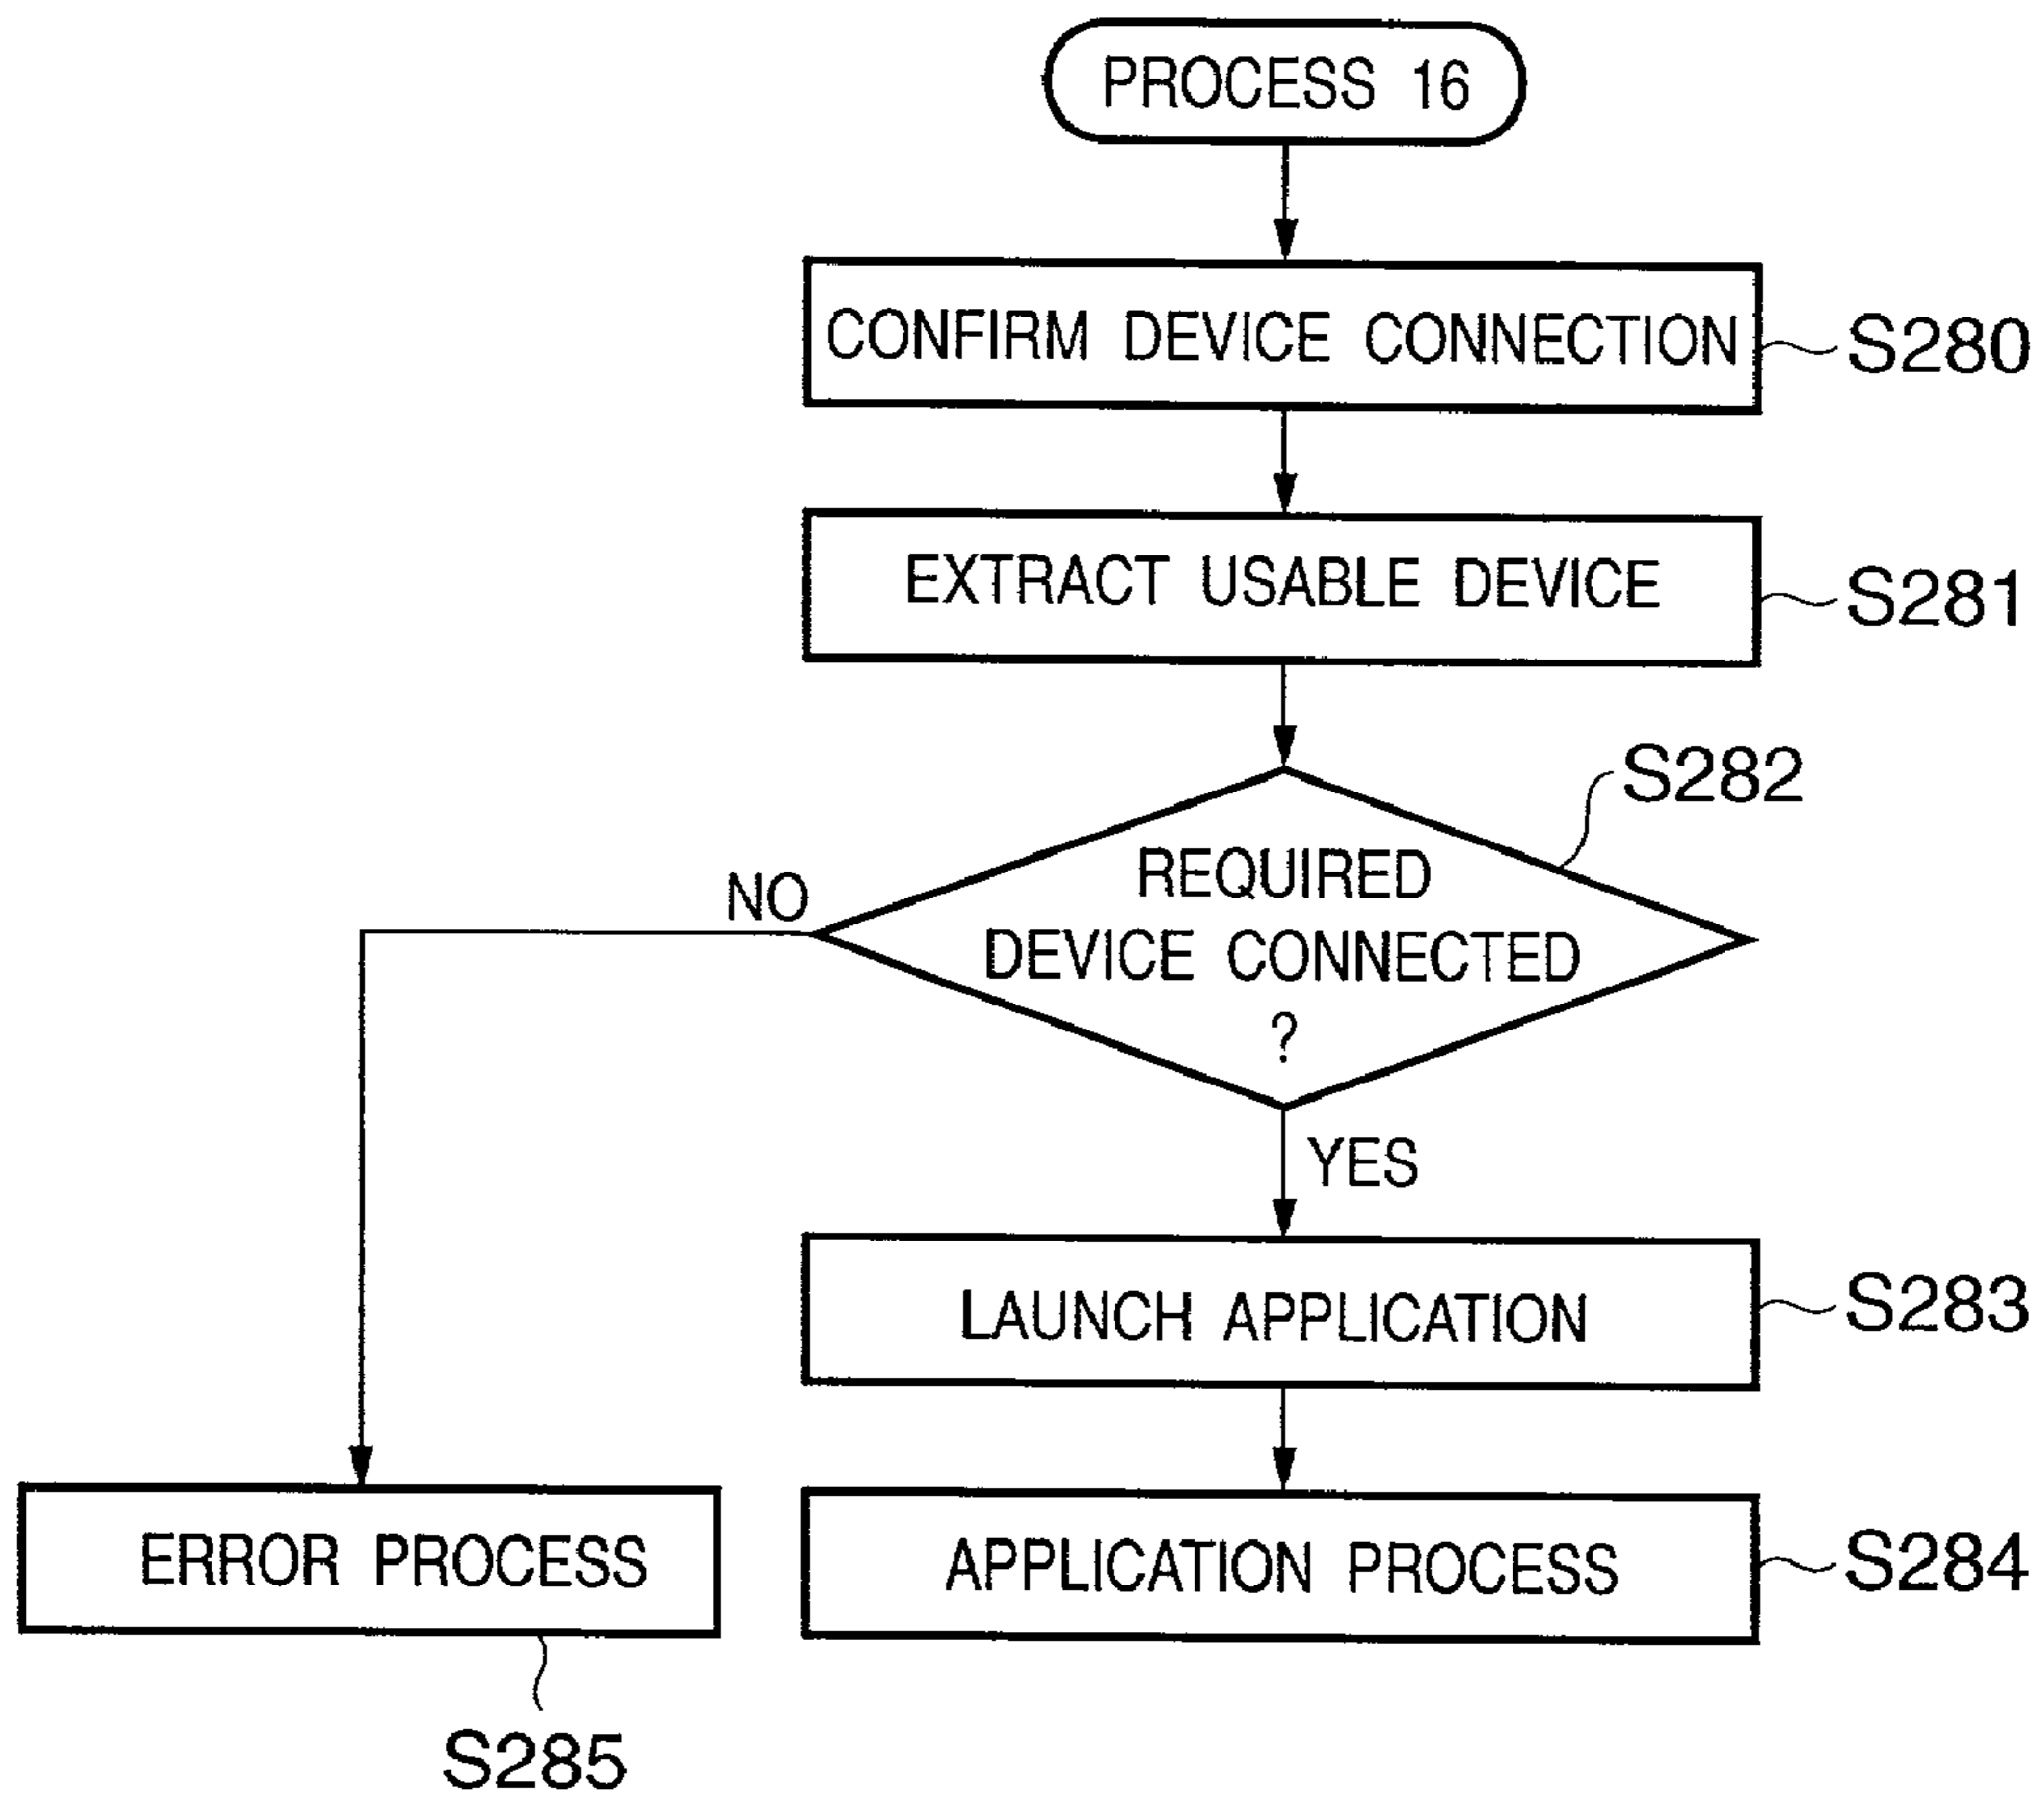 PROCESS 16
CONFIRM DEVICE CONNECTION
S280
EXTRACT USABLE DEVICE
S281
S282
REQUIRED
DEVICE CONNECTED
?
NO
YES
LAUNCH APPLICATION
S283
ERROR PROCESS
APPLICATION PROCESS
S284
S285